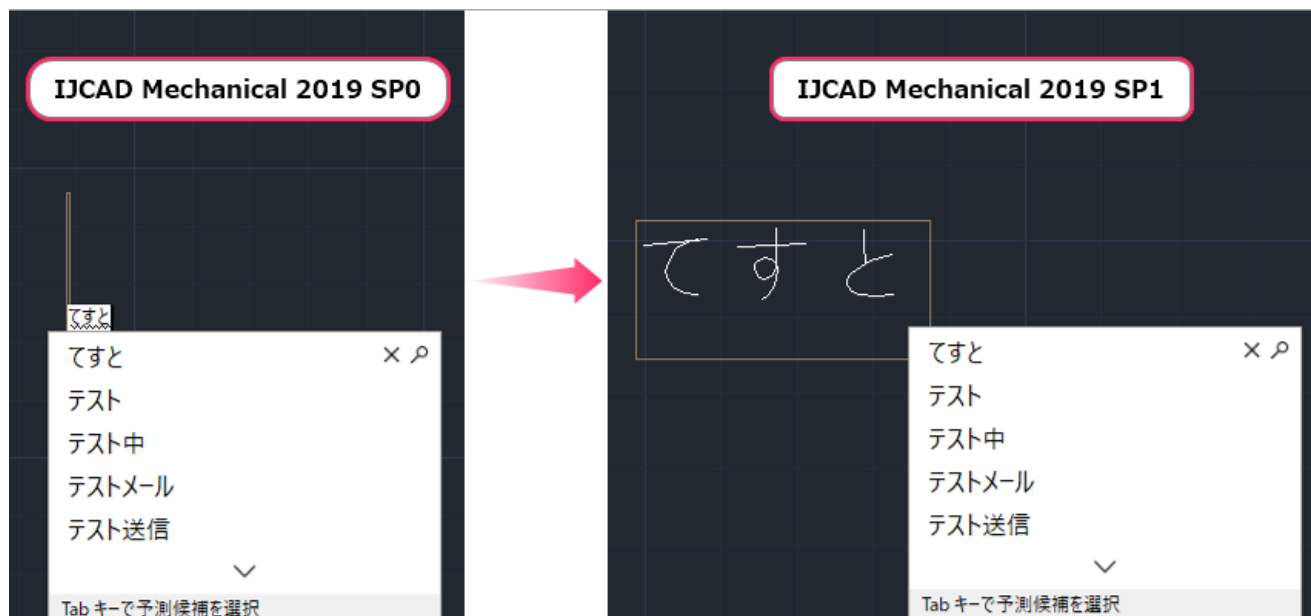 IJCAD Mechanical 2019 SP0
てすと
てすと
テスト
テスト中
テストメール
テスト送信
Tab キーで予測候補を選択
IJCAD Mechanical 2019 SP1
てすと
てすと
テスト
テスト中
テストメール
テスト送信
Tab キーで予測候補を選択